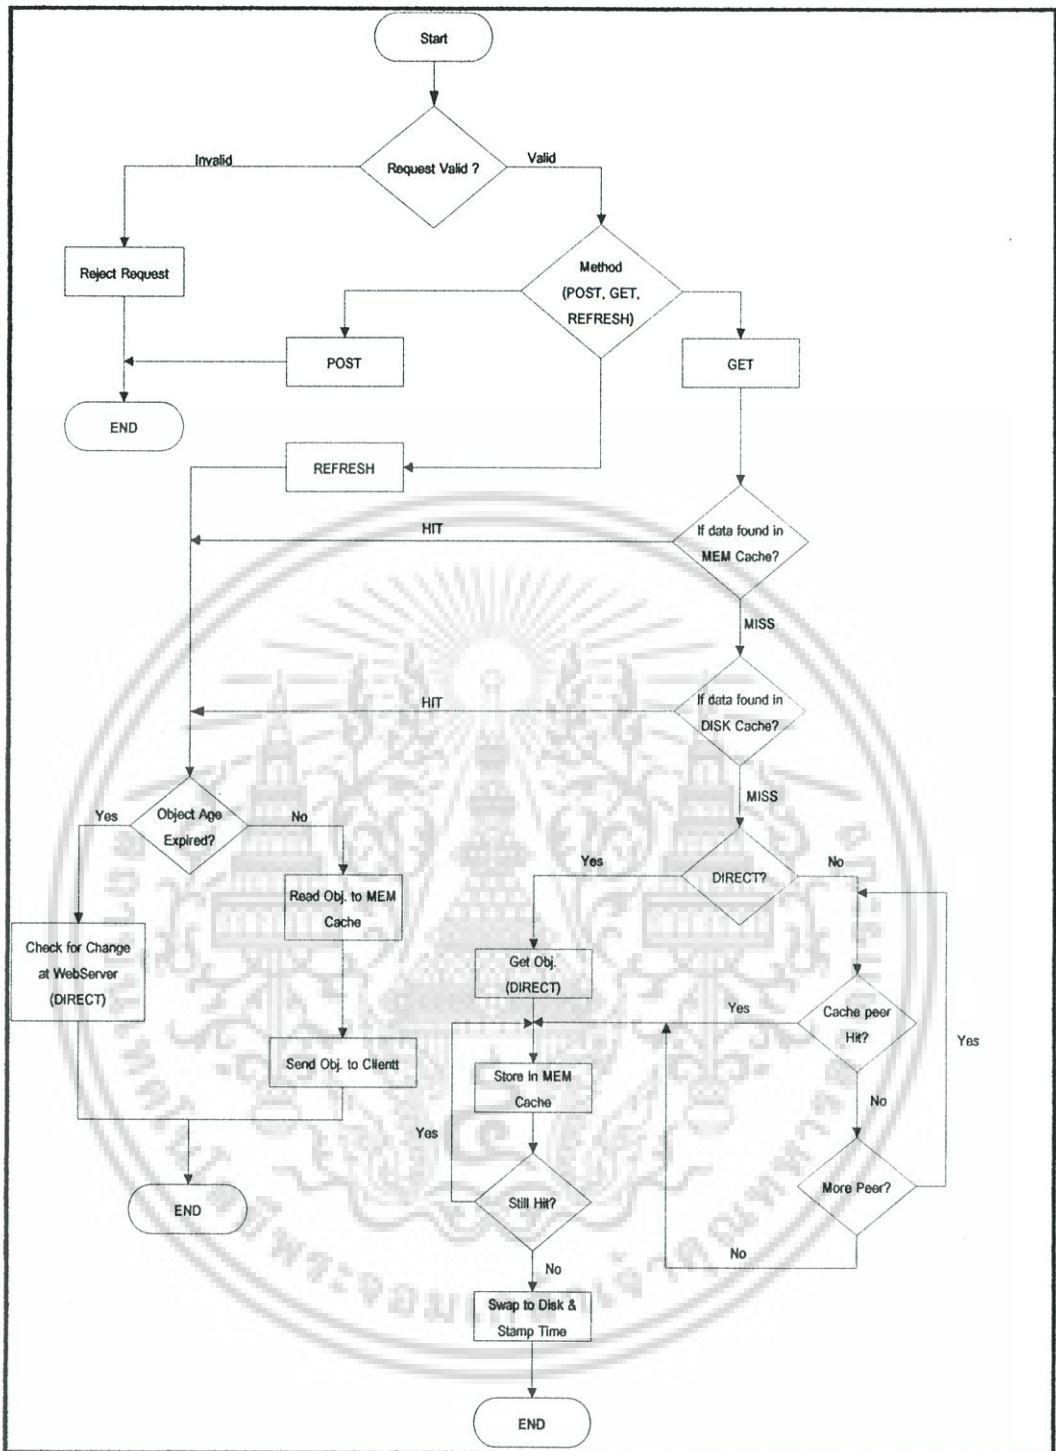 Start
Request Valid ?
Invalid
Valid
Reject Request
Method
(POST, GET,
REFRESH)
POST
GET
END
REFRESH
If data found in
MEM Cache?
HIT
MISS
If data found in
DISK Cache?
HIT
MISS
Object Age
Expired?
Yes
No
DIRECT?
Yes
No
Read Obj. to MEM
Cache
Check for Change
at WebServer
(DIRECT)
Get Obj.
(DIRECT)
Cache peer
Hit?
Yes
Yes
Send Obj. to Clientt
Store in MEM
Cache
No
Yes
More Peer?
Still Hit?
END
No
No
Swap to Disk &
Stamp Time
END